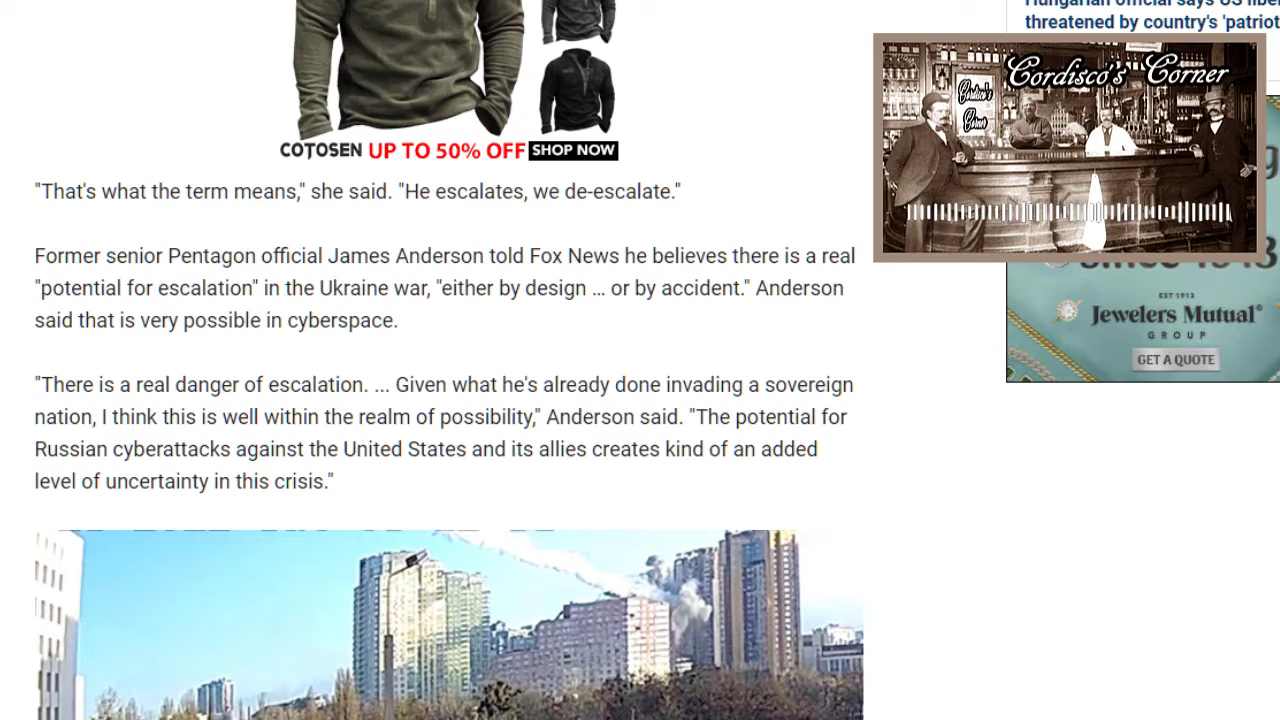 COTOSEN UP TO 50% OFF SHOP NOW
"That's what the term means," she said. "He escalates, we de-escalate."
Former senior Pentagon official James Anderson told Fox News he believes there is a real
"potential for escalation" in the Ukraine war, "either by design ... or by accident." Anderson
said that is very possible in cyberspace.
"There is a real danger of escalation. ... Given what he's already done invading a sovereign
nation, I think this is well within the realm of possibility," Anderson said. "The potential for
Russian cyberattacks against the United States and its allies creates kind of an added
level of uncertainty in this crisis."
threatened by country's 'patriot
Cordisco's Corner
Cordisco's
Corner
since 1913
EST 1913
Jewelers Mutual®
GROUP
GET A QUOTE